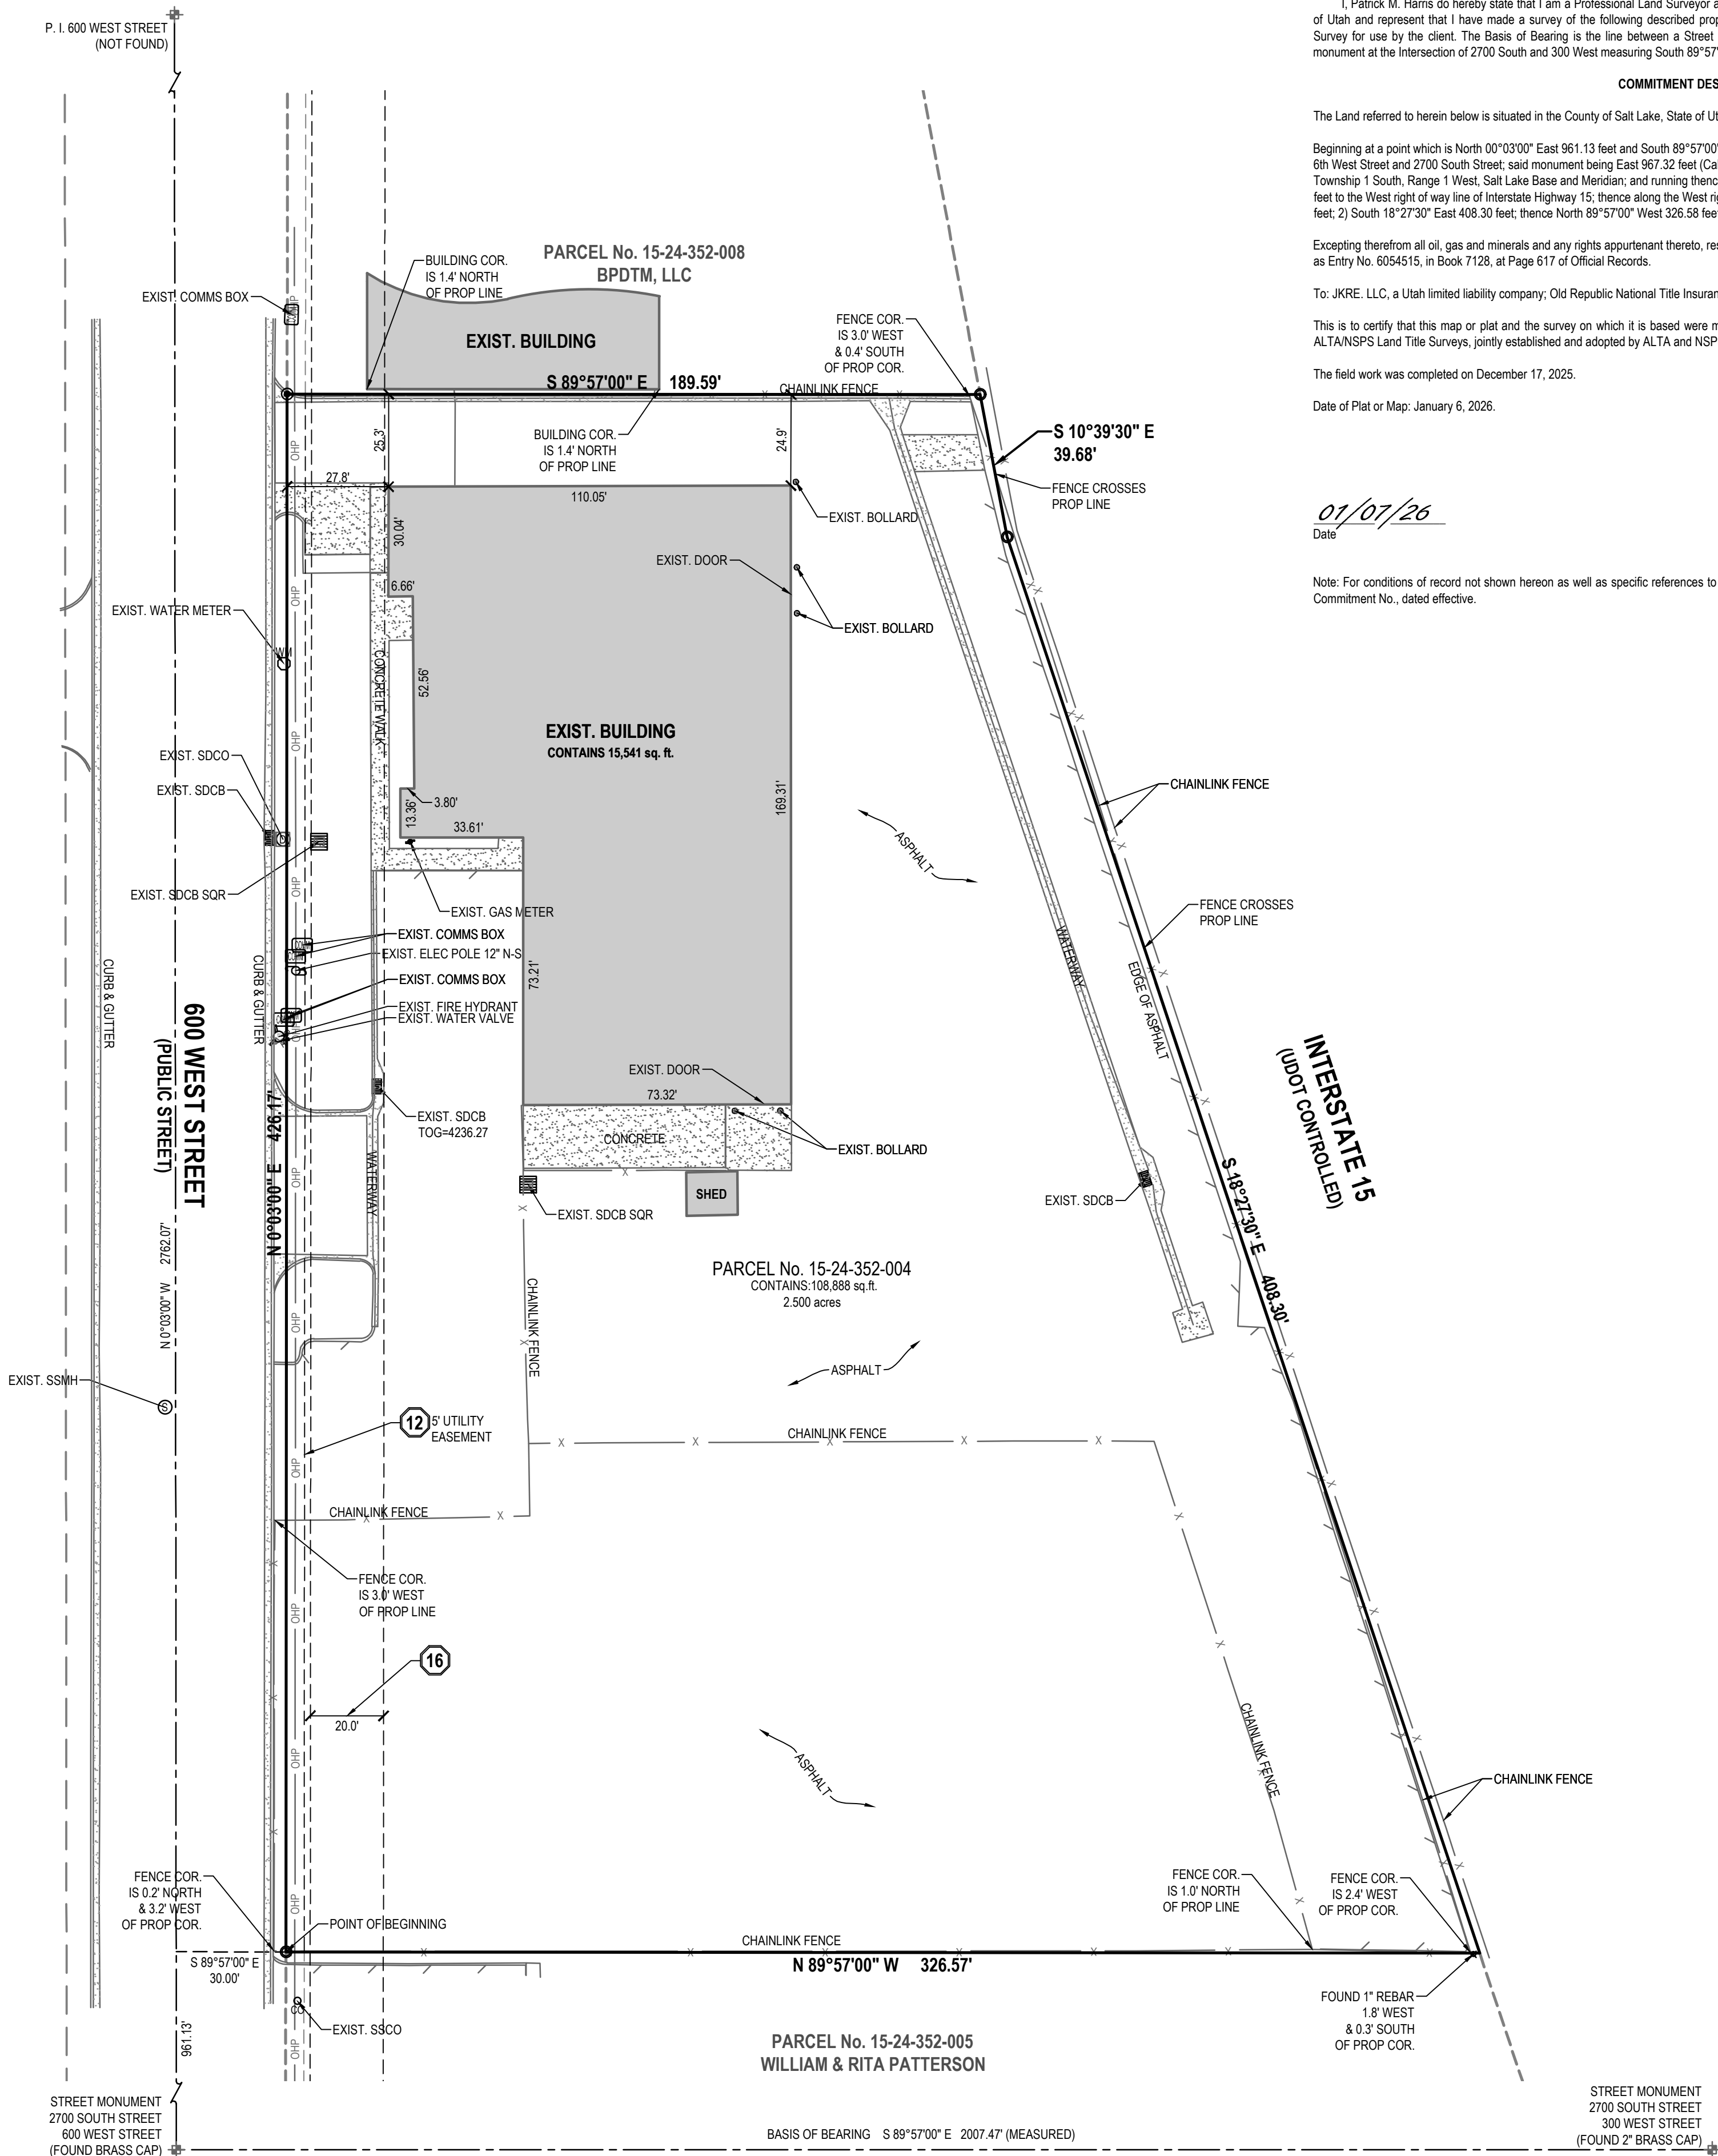 P. I. 600 WEST STREET
(NOT FOUND)
I, Patrick M. Harris do hereby state that I am a Professional Land Surveyor a
of Utah and represent that I have made a survey of the following described prop
Survey for use by the client. The Basis of Bearing is the line between a Street
monument at the Intersection of 2700 South and 300 West measuring South 89°57'
COMMITMENT DES
The Land referred to herein below is situated in the County of Salt Lake, State of Ut
Beginning at a point which is North 00°03'00" East 961.13 feet and South 89°57'00"
6th West Street and 2700 South Street; said monument being East 967.32 feet (Cal
Township 1 South, Range 1 West, Salt Lake Base and Meridian; and running thenc
feet to the West right of way line of Interstate Highway 15; thence along the West rig
feet; 2) South 18°27'30" East 408.30 feet; thence North 89°57'00" West 326.58 feet
Excepting therefrom all oil, gas and minerals and any rights appurtenant thereto, res
as Entry No. 6054515, in Book 7128, at Page 617 of Official Records.
To: JKRE. LLC, a Utah limited liability company; Old Republic National Title Insuran
This is to certify that this map or plat and the survey on which it is based were m
ALTA/NSPS Land Title Surveys, jointly established and adopted by ALTA and NSP
The field work was completed on December 17, 2025.
Date of Plat or Map: January 6, 2026.
01/07/26
Date
Note: For conditions of record not shown hereon as well as specific references to
Commitment No., dated effective.
PARCEL No. 15-24-352-008
BPDTM, LLC
BUILDING COR.
IS 1.4' NORTH
OF PROP LINE
EXIST. COMMS BOX
COMM
EXIST. BUILDING
FENCE COR.
IS 3.0' WEST
& 0.4' SOUTH
OF PROP COR.
S 89°57'00" E 189.59'
CHAINLINK FENCE
BUILDING COR.
IS 1.4' NORTH
OF PROP LINE
25.3'
24.9'
S 10°39'30" E
39.68'
FENCE CROSSES
PROP LINE
27.8'
110.05'
EXIST. BOLLARD
30.04'
EXIST. DOOR
6.66'
EXIST. WATER METER
WM
EXIST. BOLLARD
CONCRETE WALK
52.56'
EXIST. BUILDING
CONTAINS 15,541 sq. ft.
EXIST. SDCO
EXIST. SDCB
3.80'
13.36'
33.61'
169.31'
CHAINLINK FENCE
ASPHALT
EXIST. SDCB SQR
EXIST. GAS METER
EXIST. COMMS BOX
EXIST. ELEC POLE 12" N-S
EXIST. COMMS BOX
EXIST. FIRE HYDRANT
EXIST. WATER VALVE
73.21'
FENCE CROSSES
PROP LINE
WATERWAY
EDGE OF ASPHALT
CURB & GUTTER
CURB & GUTTER
600 WEST STREET
(PUBLIC STREET)
N 0°03'00" E 426.17'
EXIST. DOOR
73.32'
EXIST. SDCB
TOG=4236.27
CONCRETE
EXIST. BOLLARD
WATERWAY
SHED
EXIST. SDCB SQR
EXIST. SDCB
INTERSTATE 15
(UDOT CONTROLLED)
S 18°27'30" E 408.30'
N 0°03'00" W 2762.07'
PARCEL No. 15-24-352-004
CONTAINS:108,888 sq.ft.
2.500 acres
CHAINLINK FENCE
EXIST. SSMH
S
ASPHALT
12
5' UTILITY
EASEMENT
CHAINLINK FENCE
CHAINLINK FENCE
FENCE COR.
IS 3.0' WEST
OF PROP LINE
16
20.0'
OHP
OHP
OHP
OHP
OHP
OHP
OHP
OHP
OHP
OHP
OHP
OHP
ASPHALT
CHAINLINK FENCE
CHAINLINK FENCE
FENCE COR.
IS 0.2' NORTH
& 3.2' WEST
OF PROP COR.
POINT OF BEGINNING
FENCE COR.
IS 1.0' NORTH
OF PROP LINE
FENCE COR.
IS 2.4' WEST
OF PROP COR.
CHAINLINK FENCE
S 89°57'00" E
30.00'
N 89°57'00" W 326.57'
CO
EXIST. SSCO
961.13'
FOUND 1" REBAR
1.8' WEST
& 0.3' SOUTH
OF PROP COR.
PARCEL No. 15-24-352-005
WILLIAM & RITA PATTERSON
STREET MONUMENT
2700 SOUTH STREET
600 WEST STREET
(FOUND BRASS CAP)
BASIS OF BEARING S 89°57'00" E 2007.47' (MEASURED)
STREET MONUMENT
2700 SOUTH STREET
300 WEST STREET
(FOUND 2" BRASS CAP)